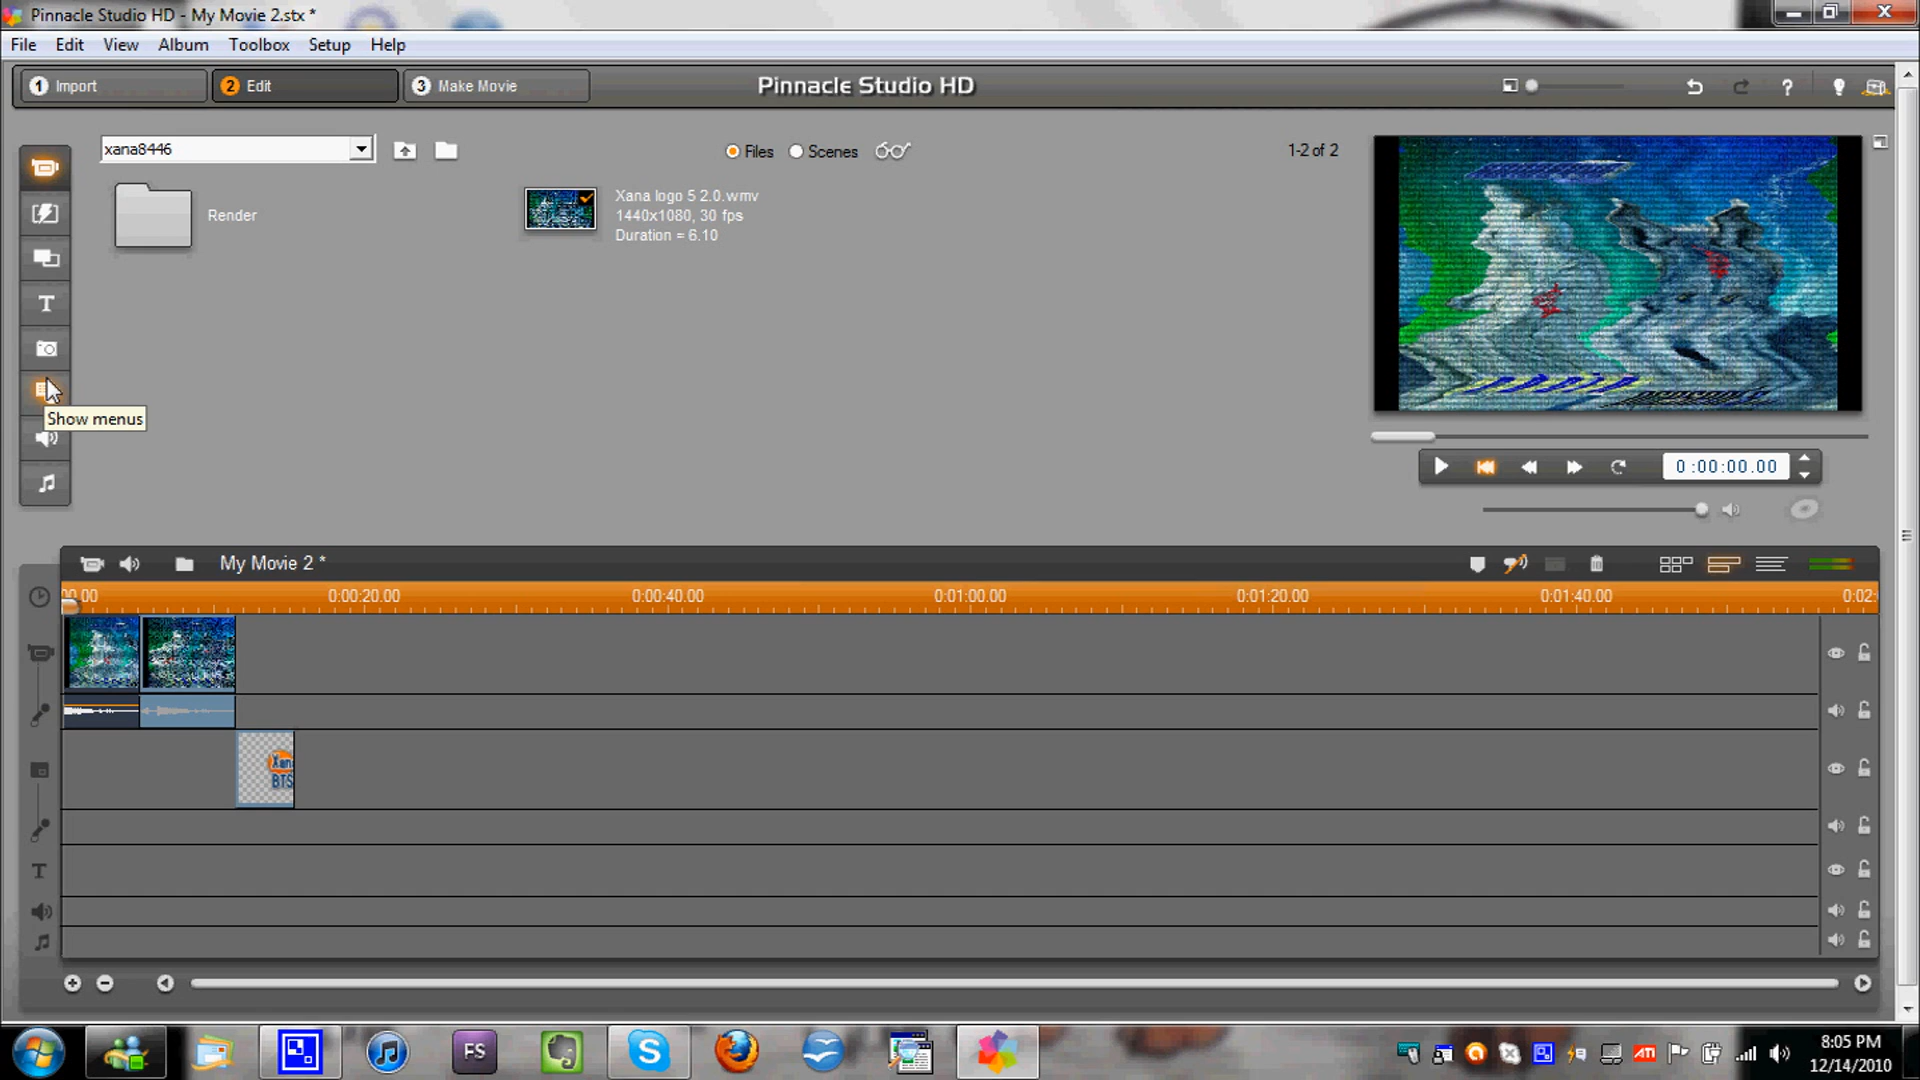 Pinnacle Studio HD - My Movie 2.stx *
File Edit View Album Toolbox Setup Help
1 Import 2 Edit 3 Make Movie Pinnacle Studio HD ?
xana8446 Files Scenes 1-2 of 2
Render
Xana logo 5 2.0.wmv
1440x1080, 30 fps
Duration = 6.10
T
Show menus
0:00:00.00
My Movie 2 *
00.00 0:00:20.00 0:00:40.00 0:01:00.00 0:01:20.00 0:01:40.00 0:02:
Xan
BTS
T
FS S ATI
8:05 PM
12/14/2010